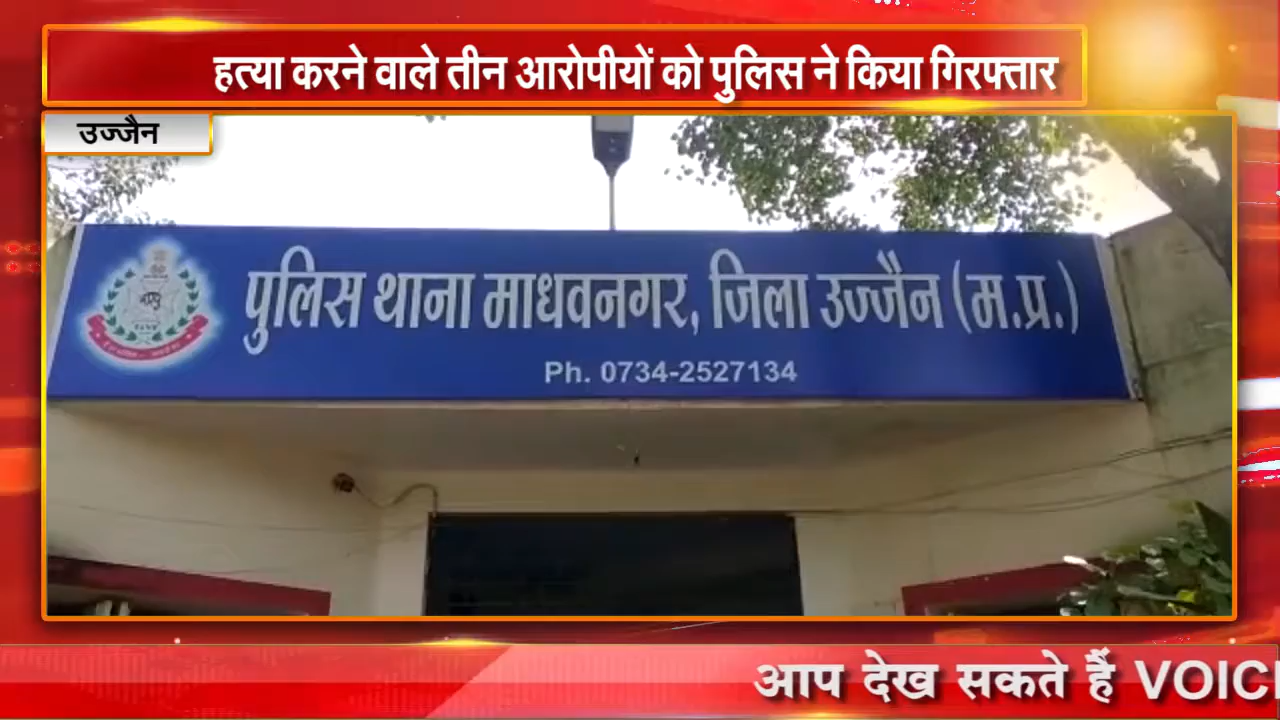 हत्या करने वाले तीन आरोपीयों को पुलिस ने किया गिरफ्तार
उज्जैन
पुलिस थाना माधवनगर, जिला उज्जैन (म.प्र.)
Ph. 0734-2527134
आप देख सकते हैं VOIC